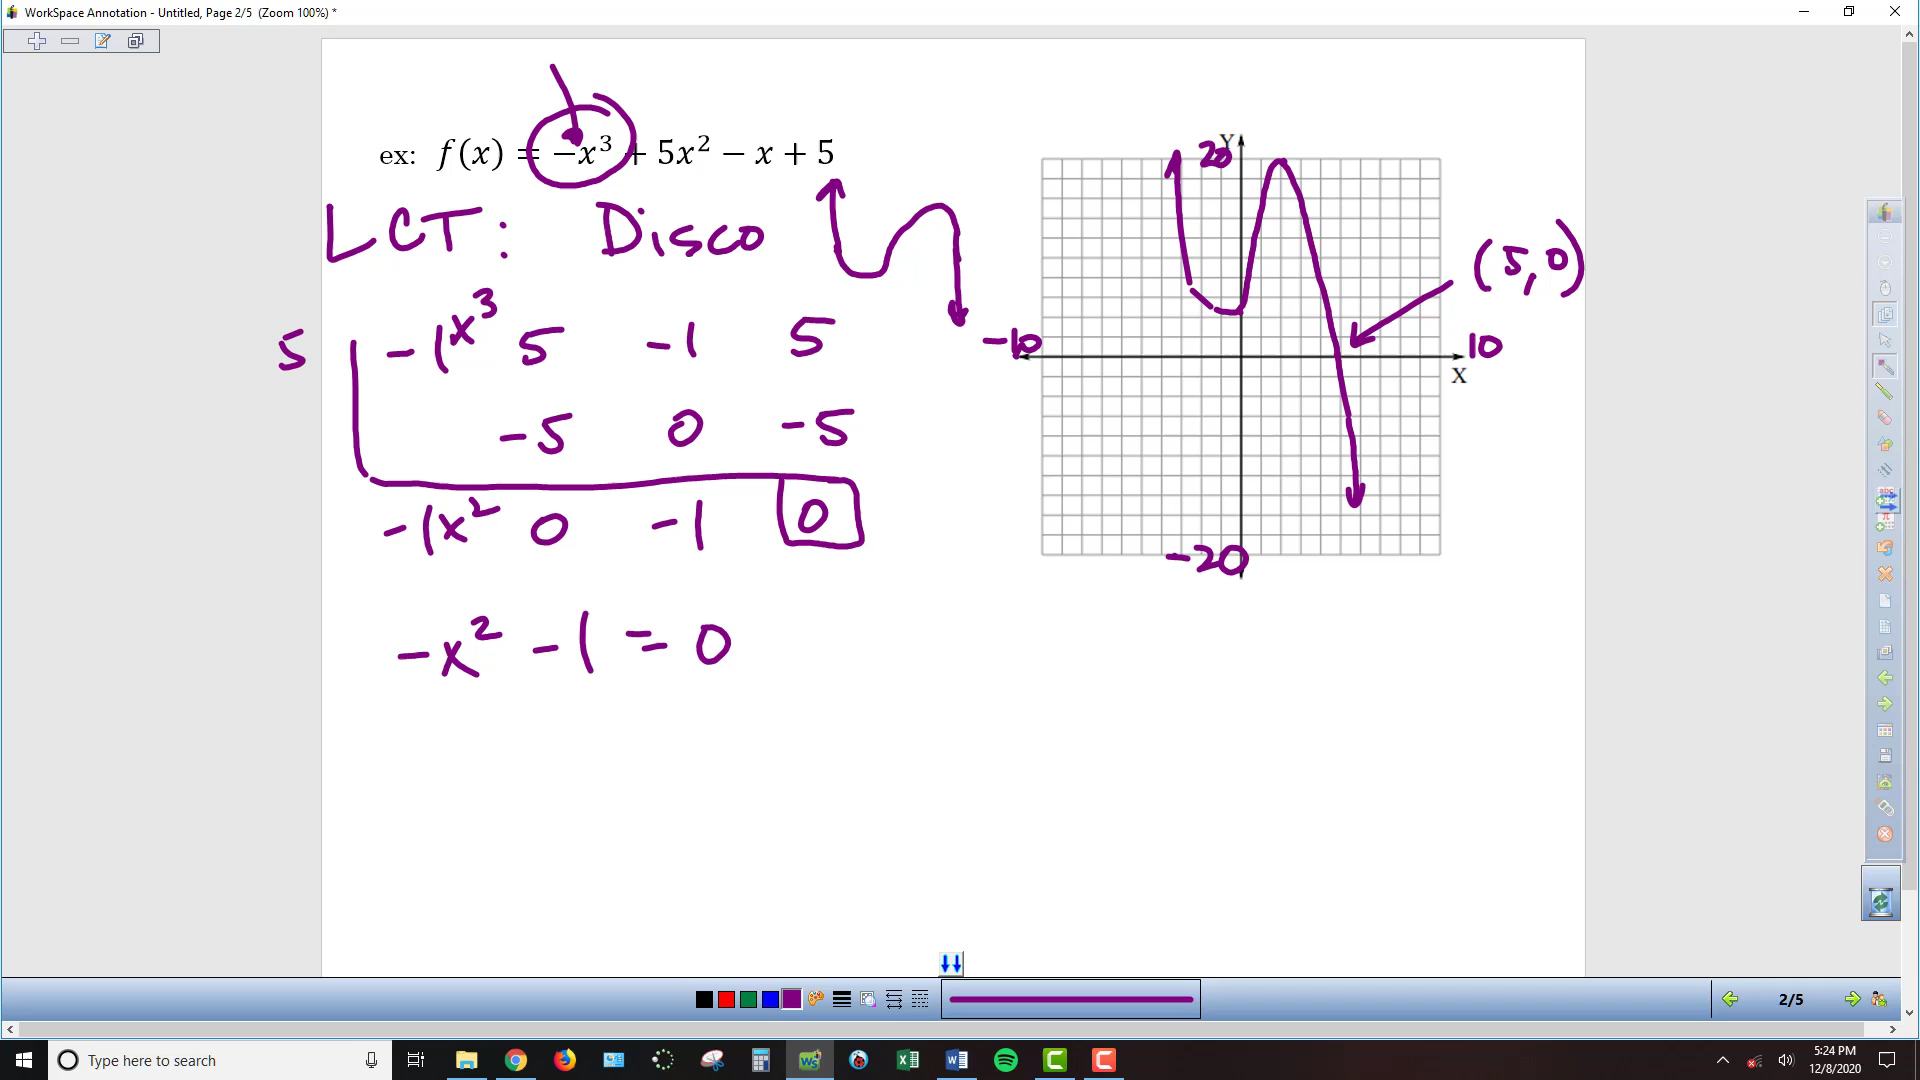 WorkSpace Annotation - Untitled, Page 2/5 (Zoom 100%) *
ex: f(x) = −x³ + 5x² − x + 5
LCT: Disco
5 -1x³ 5 -1 5
-5 0 -5
-1x² 0 -1 0
-x² -1 = 0
Y
20
(5,0)
-10
10
X
-20
2/5
Type here to search
5:24 PM
12/8/2020